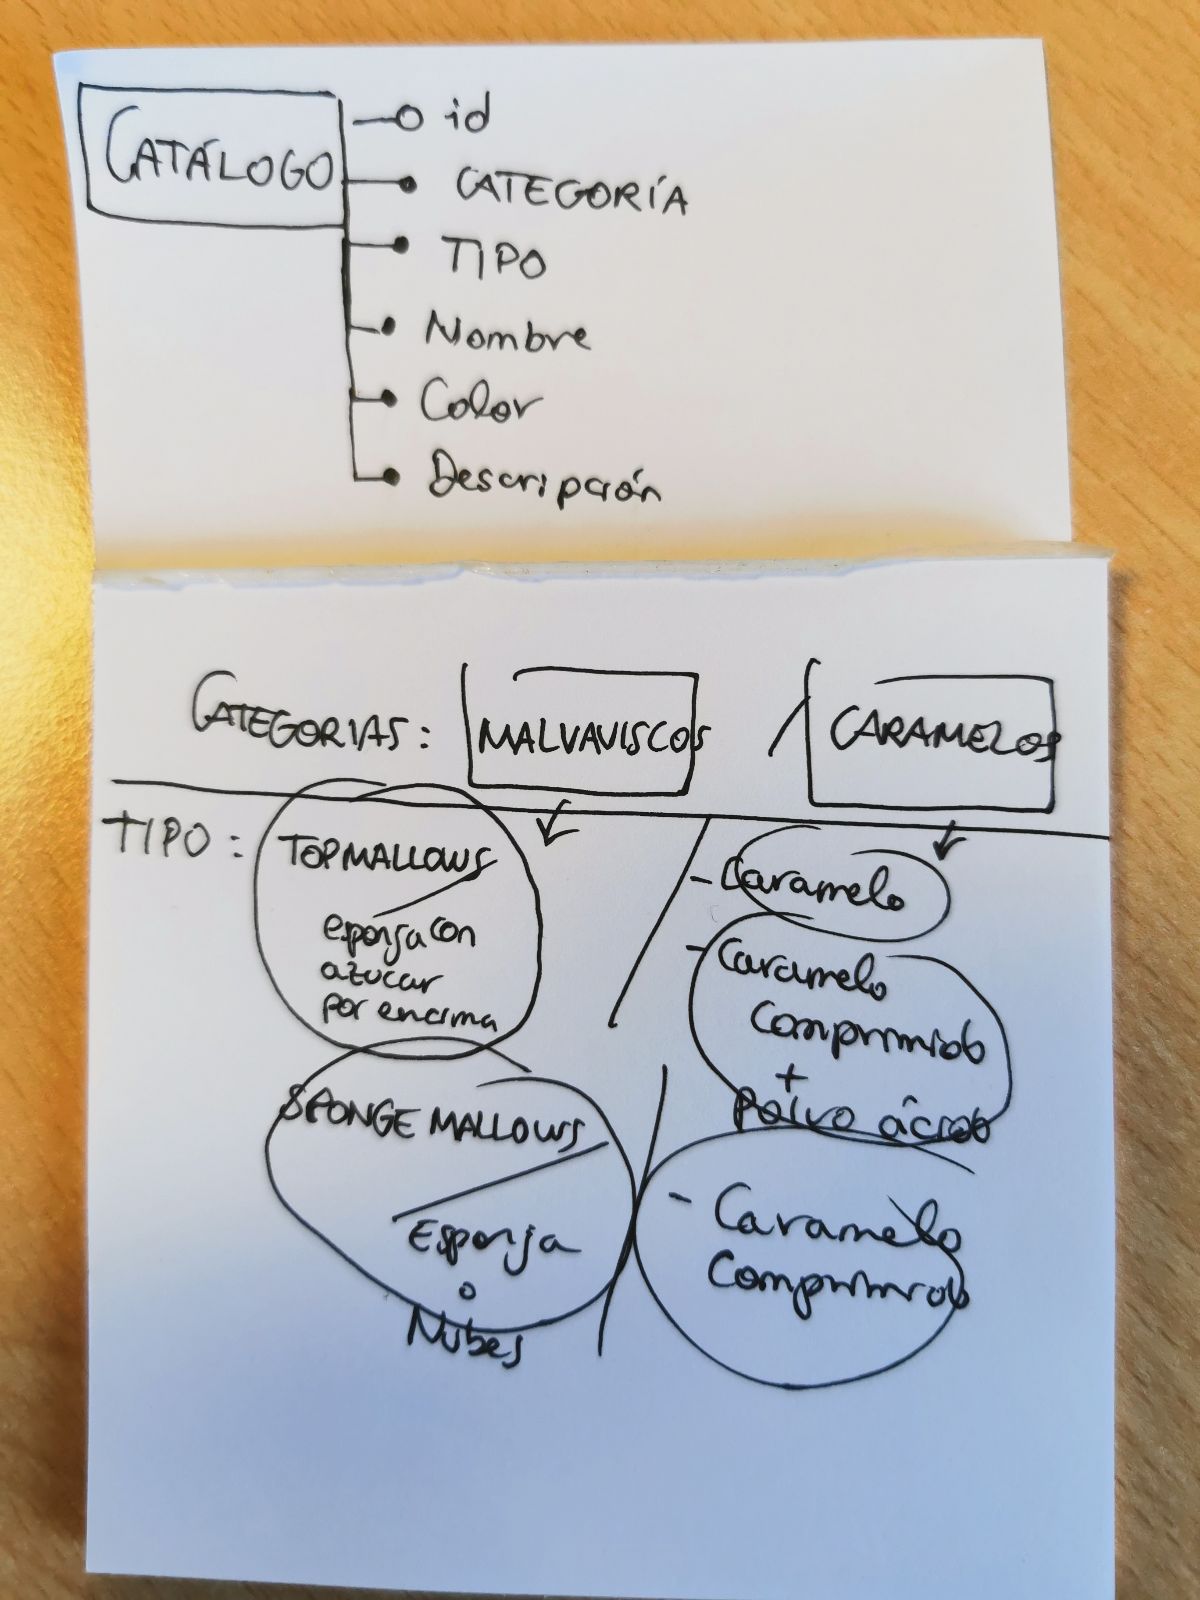 CATÁLOGO
id
CATEGORÍA
TIPO
Nombre
Color
Descripción
CATEGORIAS: MALVAVISCOS / CARAMELOS
TIPO:
TOPMALLOWS
esponja con
azucar
por encima
SPONGE MALLOWS
Esponja
o
Nubes
- Caramelo
- Caramelo
Comprimido
+
Polvo ácido
- Caramelo
Comprimido